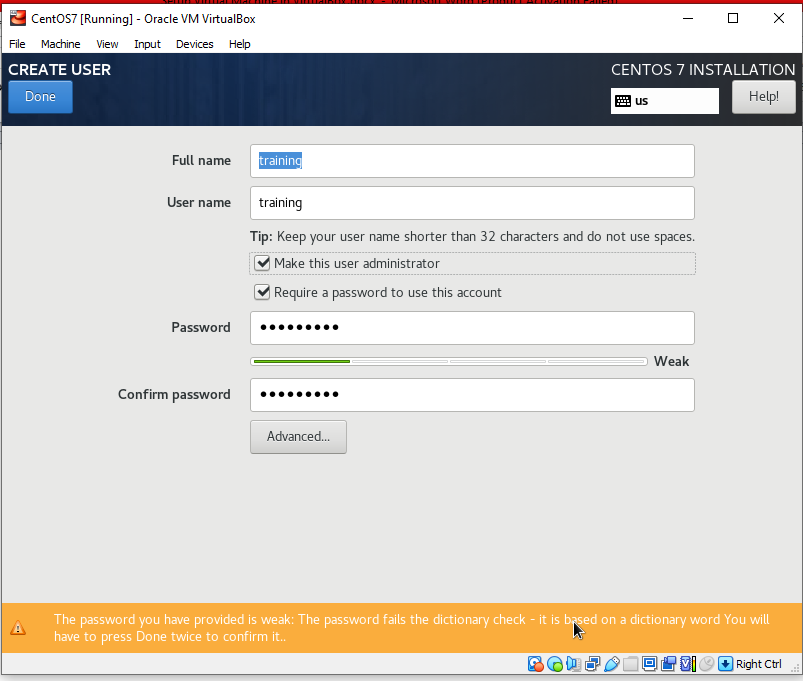 CentOS7 [Running] - Oracle VM VirtualBox
File Machine View Input Devices Help
CREATE USER
CENTOS 7 INSTALLATION
Done
us
Help!
Full name
training
User name
training
Tip: Keep your user name shorter than 32 characters and do not use spaces.
Make this user administrator
Require a password to use this account
Password
●●●●●●●●●
Weak
Confirm password
●●●●●●●●●
Advanced...
The password you have provided is weak: The password fails the dictionary check - it is based on a dictionary word You will
have to press Done twice to confirm it..
Right Ctrl